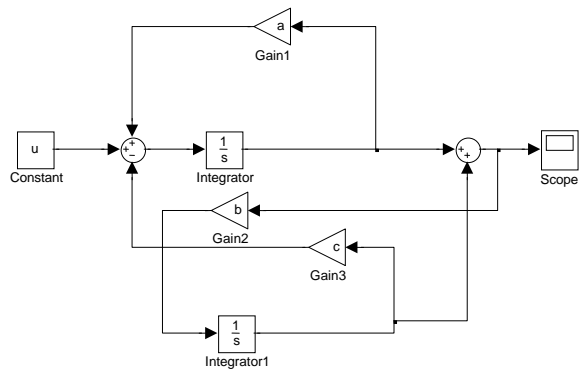 a
Gain1
u
Constant
+
+
−
1
s
Integrator
+
+
Scope
b
Gain2
c
Gain3
1
s
Integrator1